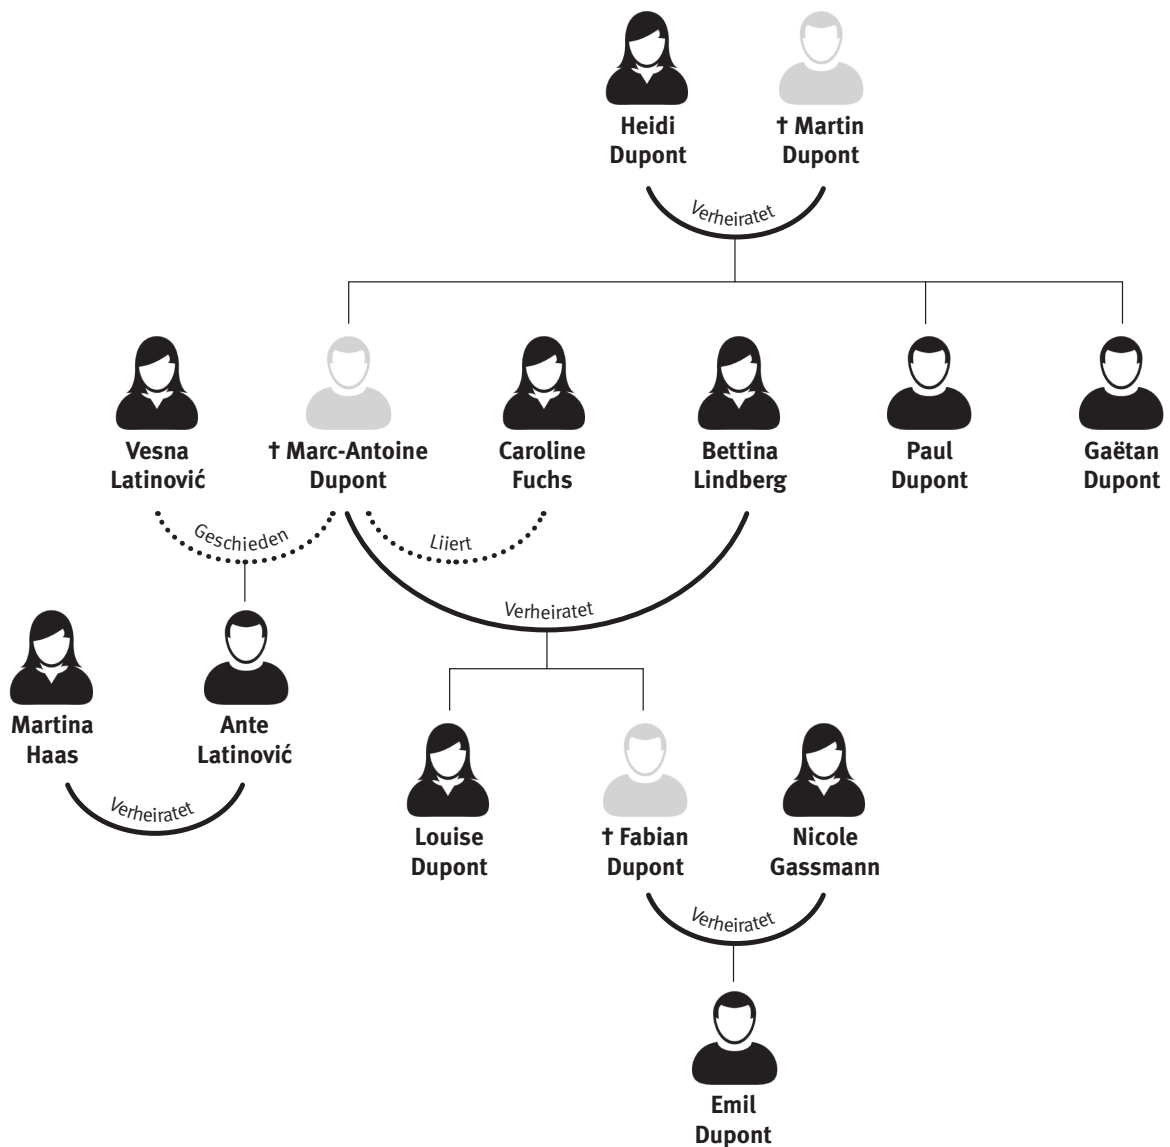 Heidi
Dupont
† Martin
Dupont
Verheiratet
Vesna
Latinović
† Marc-Antoine
Dupont
Caroline
Fuchs
Bettina
Lindberg
Paul
Dupont
Gaëtan
Dupont
Geschieden
Liiert
Verheiratet
Martina
Haas
Ante
Latinović
Verheiratet
Louise
Dupont
† Fabian
Dupont
Nicole
Gassmann
Verheiratet
Emil
Dupont